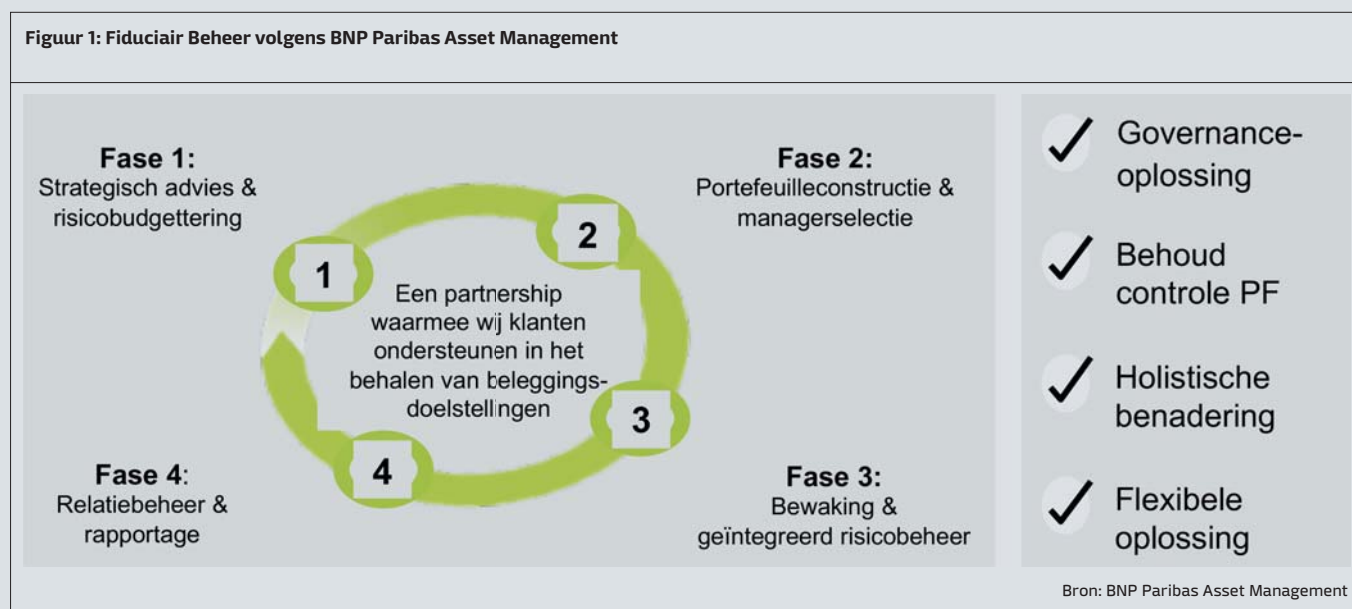 Figuur 1: Fiduciair Beheer volgens BNP Paribas Asset Management
Fase 1:
Strategisch advies &
risicobudgettering
Fase 2:
Portefeuilleconstructie &
managerselectie
1
2
3
4
Een partnership
waarmee wij klanten
ondersteunen in het
behalen van beleggings-
doelstellingen
Fase 4:
Relatiebeheer &
rapportage
Fase 3:
Bewaking &
geïntegreerd risicobeheer
Governance-
oplossing
Behoud
controle PF
Holistische
benadering
Flexibele
oplossing
Bron: BNP Paribas Asset Management